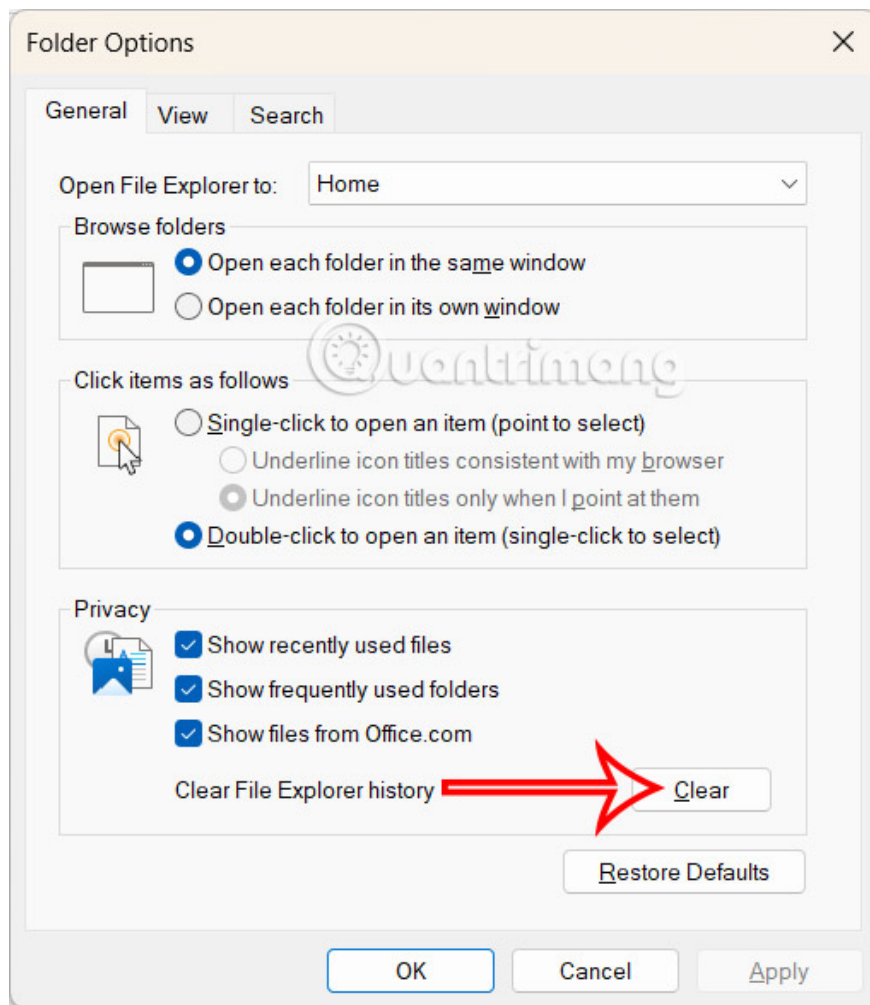 Folder Options
General View Search
Open File Explorer to: Home
Browse folders
Open each folder in the same window
Open each folder in its own window
Quantrimang
Click items as follows
Single-click to open an item (point to select)
Underline icon titles consistent with my browser
Underline icon titles only when I point at them
Double-click to open an item (single-click to select)
Privacy
Show recently used files
Show frequently used folders
Show files from Office.com
Clear File Explorer history Clear
Restore Defaults
OK Cancel Apply